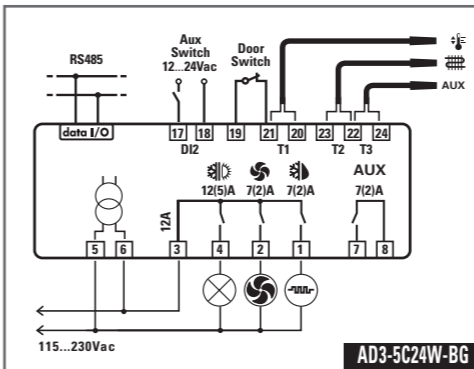 RS485
Aux Switch 12...24Vac
Door Switch
AUX
data I/O
17 18 19 21 20 23 22 24
DI2 T1 T2 T3
12(5)A 7(2)A 7(2)A AUX 7(2)A
12A
5 6 3 4 2 1 7 8
115...230Vac
AD3-5C24W-BG